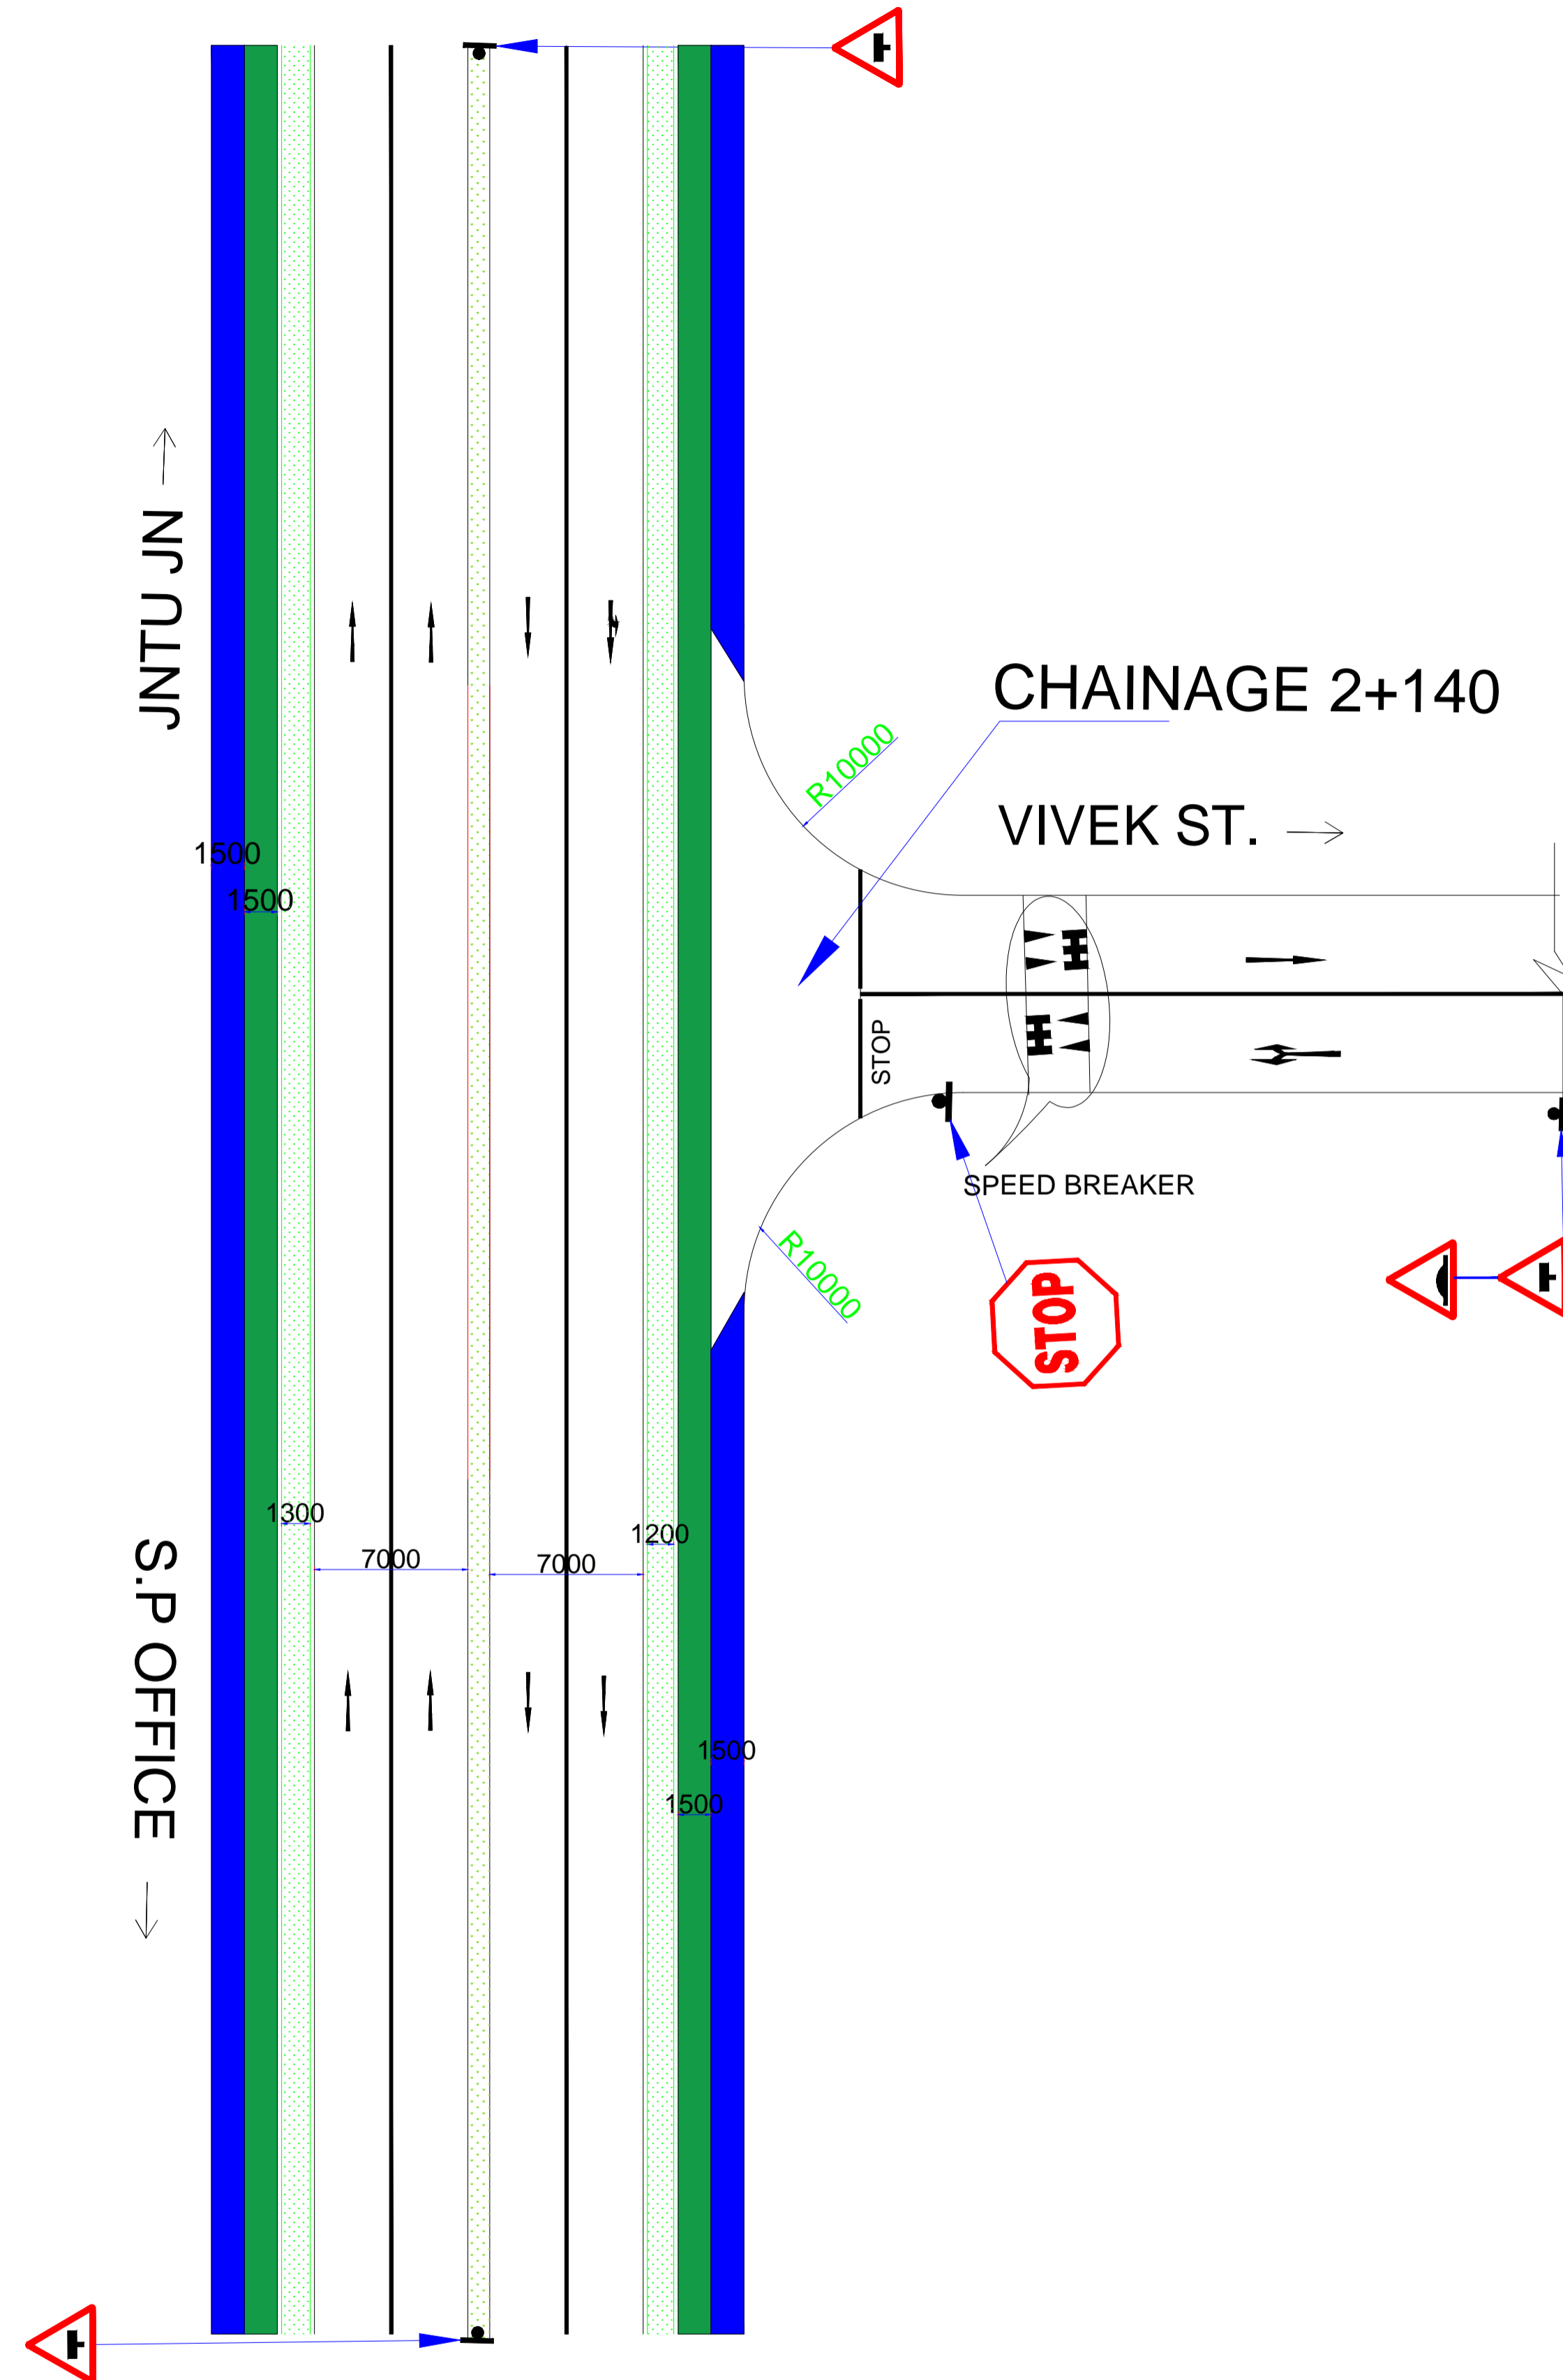 JNTU JN
CHAINAGE 2+140
R10000
VIVEK ST.
1500
1500
STOP
SPEED BREAKER
R10000
STOP
1300
7000
7000
1200
S.P OFFICE
1500
1500